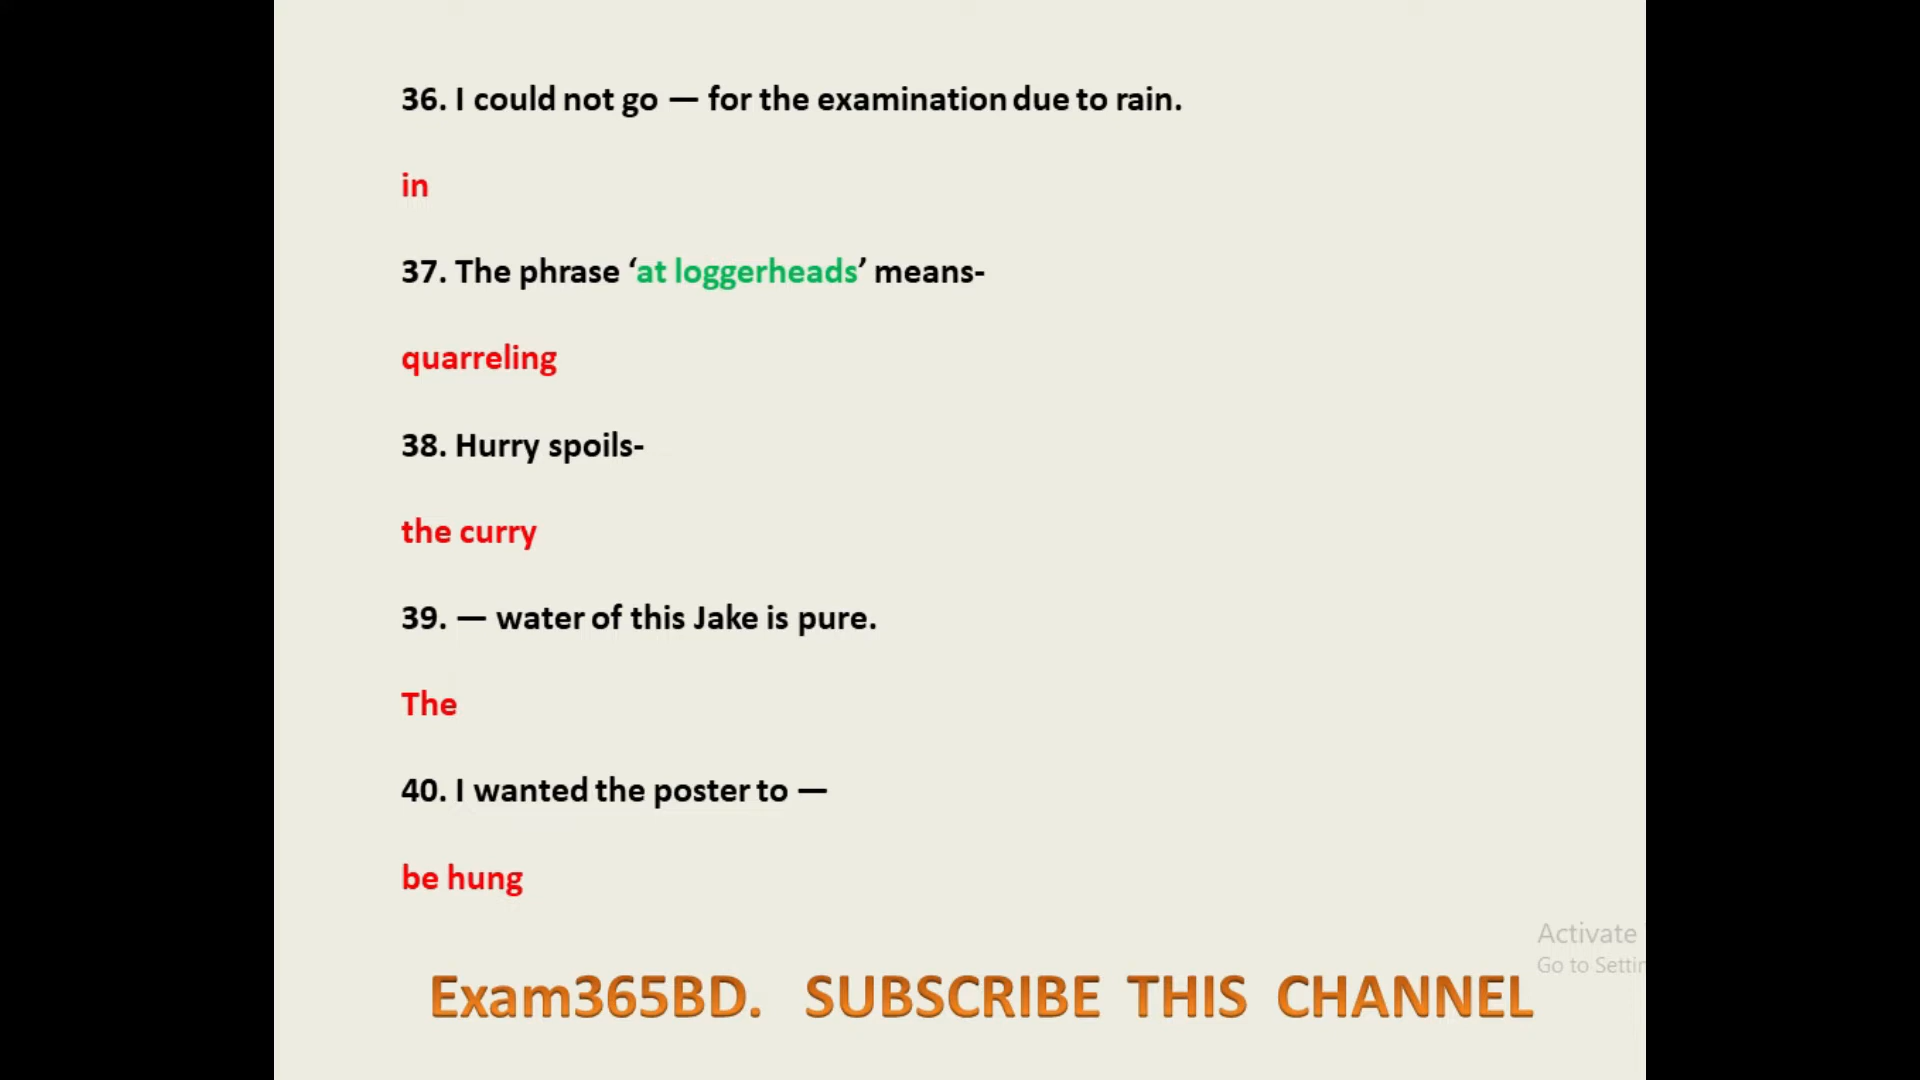 36. I could not go — for the examination due to rain.
in
37. The phrase ‘at loggerheads’ means-
quarreling
38. Hurry spoils-
the curry
39. — water of this Jake is pure.
The
40. I wanted the poster to —
be hung
Activate
Go to Settin
Exam365BD. SUBSCRIBE THIS CHANNEL